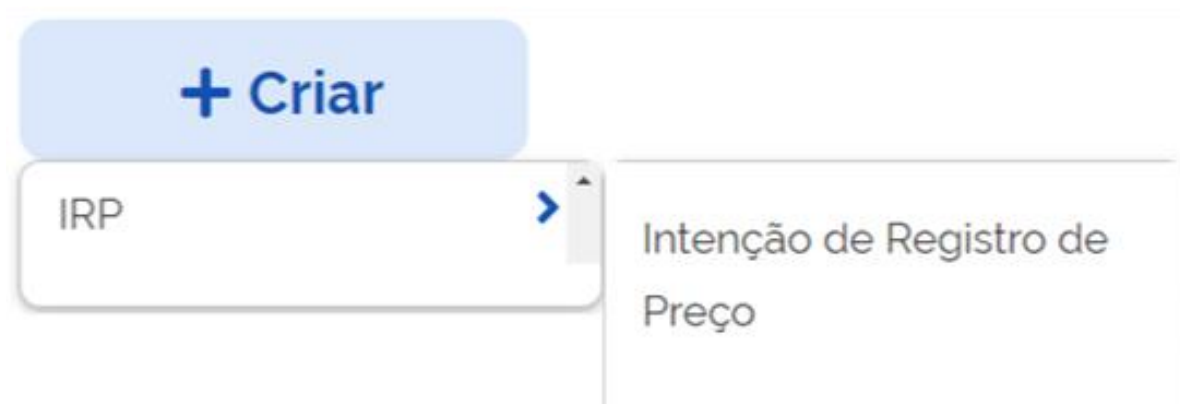 + Criar
IRP
Intenção de Registro de
Preço